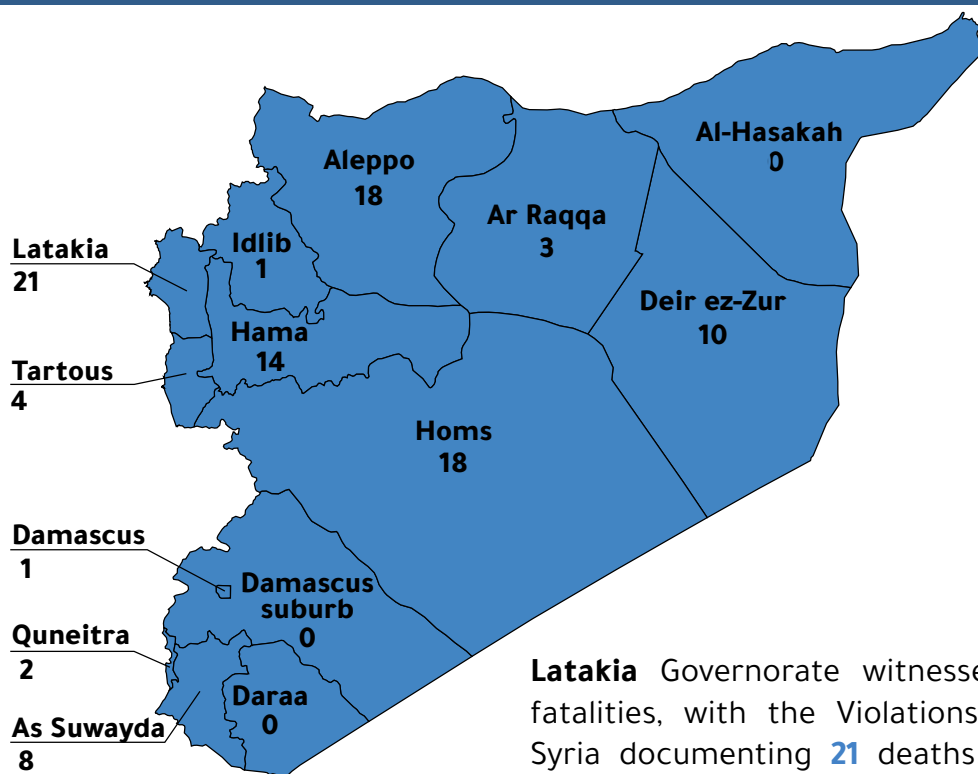 Al-Hasakah
0
Aleppo
18
Ar Raqqa
3
Idlib
1
Latakia
21
Deir ez-Zur
10
Hama
14
Tartous
4
Homs
18
Damascus
1
Damascus
suburb
0
Quneitra
2
Daraa
0
As Suwayda
8
Latakia Governorate witnesse
fatalities, with the Violations
Syria documenting 21 deaths